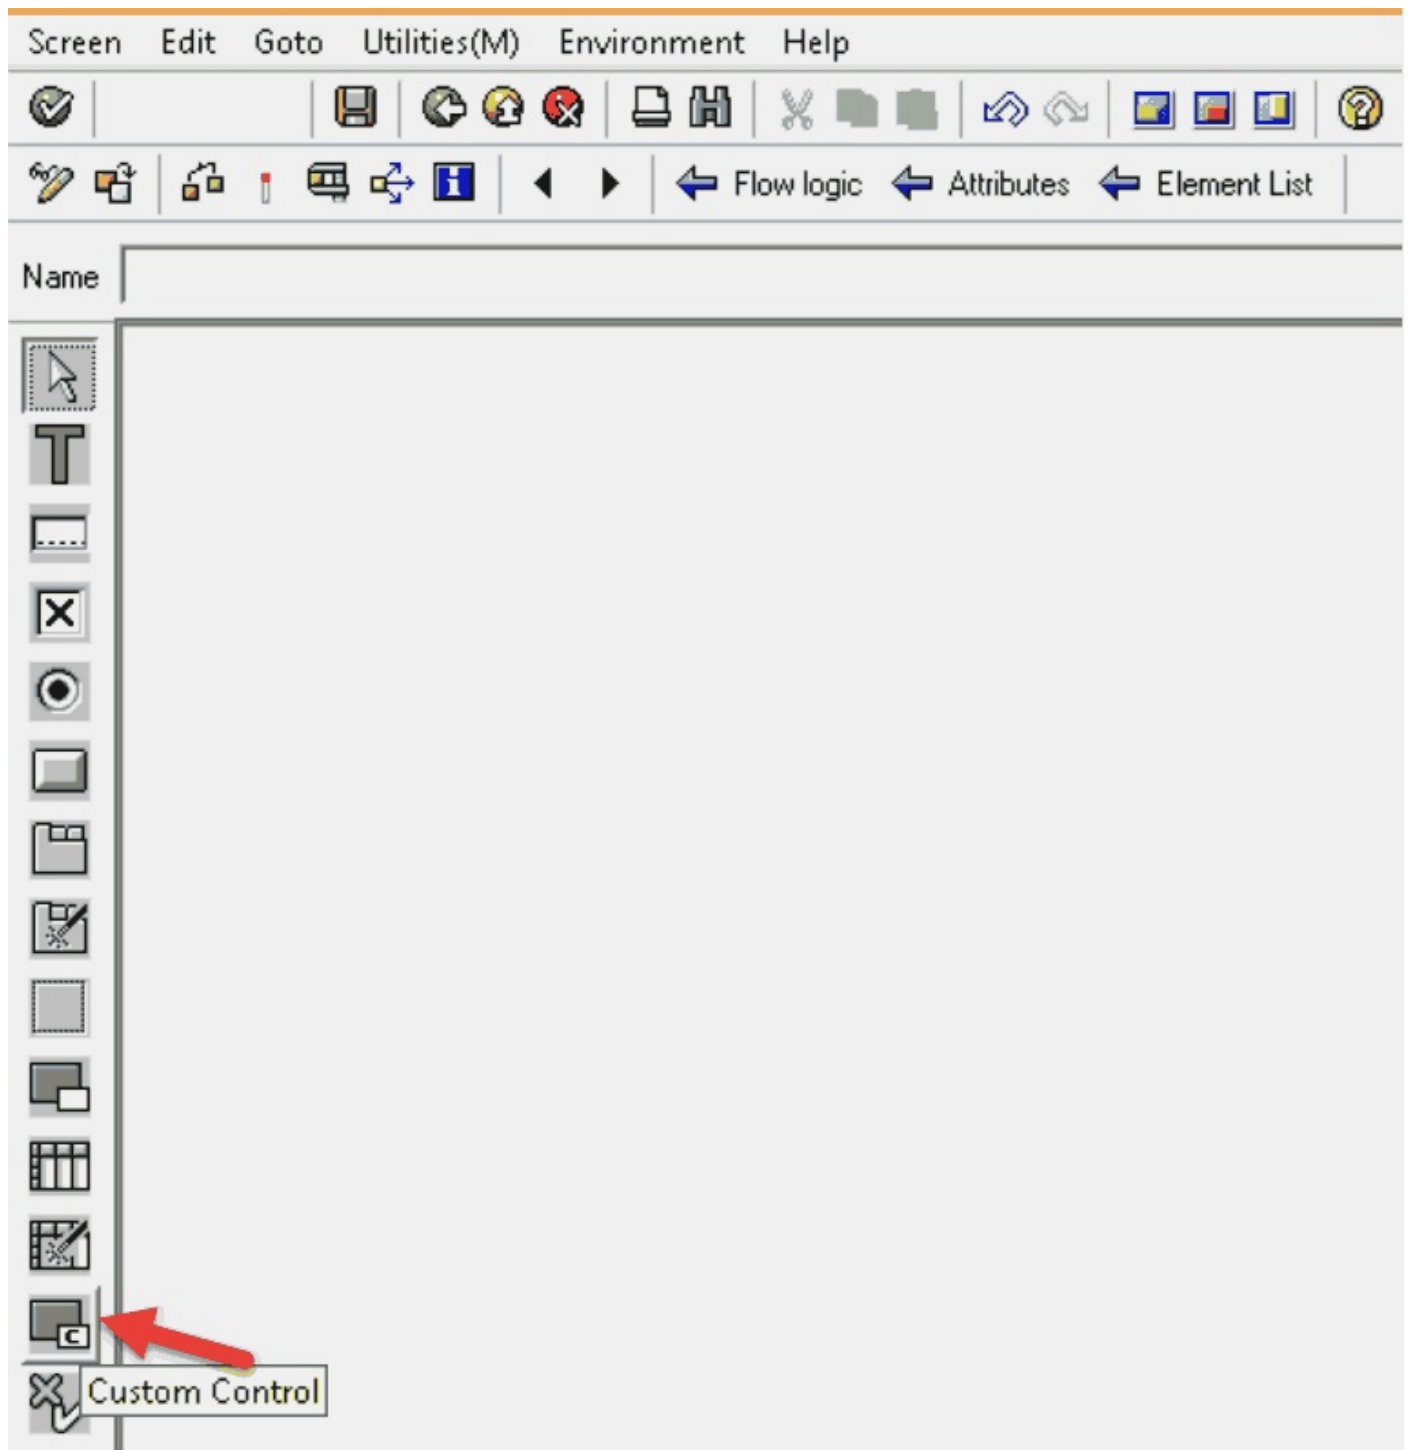 Screen Edit Goto Utilities(M) Environment Help
Flow logic Attributes Element List
Name
T
C
Custom Control